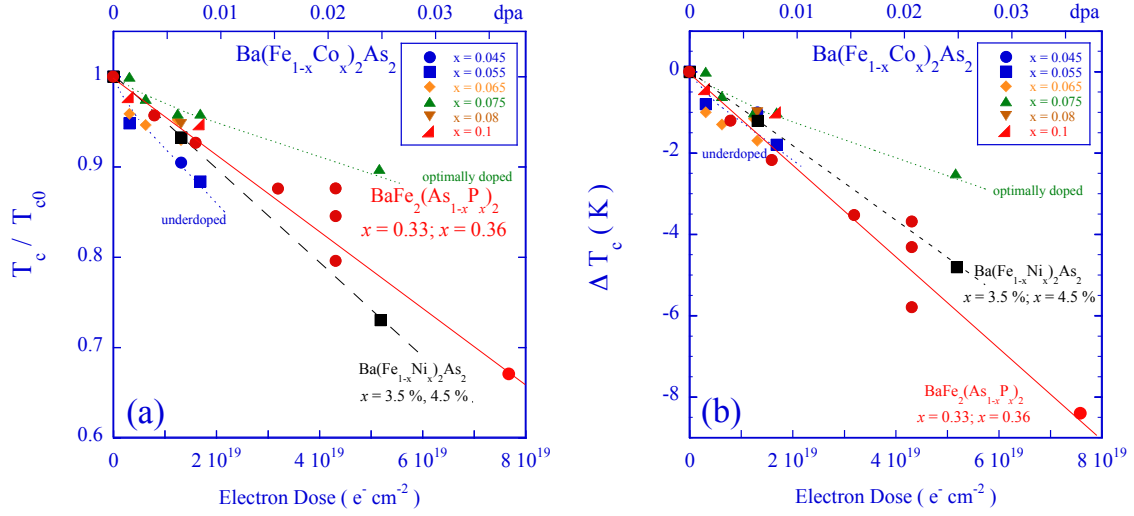 0 0.01 0.02 0.03 dpa
Ba(Fe1-xCox)2As2
x = 0.045
x = 0.055
x = 0.065
x = 0.075
x = 0.08
x = 0.1
1
0.9
0.8
0.7
0.6
Tc / Tc0
underdoped
optimally doped
BaFe2(As1-xPx)2
x = 0.33; x = 0.36
Ba(Fe1-xNix)2As2
x = 3.5 %, 4.5 %
(a)
0 2 10^19 4 10^19 6 10^19 8 10^19
Electron Dose ( e- cm-2 )
0 0.01 0.02 0.03 dpa
Ba(Fe1-xCox)2As2
x = 0.045
x = 0.055
x = 0.065
x = 0.075
x = 0.08
x = 0.1
0
-2
-4
-6
-8
Δ Tc ( K )
underdoped
optimally doped
Ba(Fe1-xNix)2As2
x = 3.5 %; x = 4.5 %
BaFe2(As1-xPx)2
x = 0.33; x = 0.36
(b)
0 2 10^19 4 10^19 6 10^19 8 10^19
Electron Dose ( e- cm-2 )